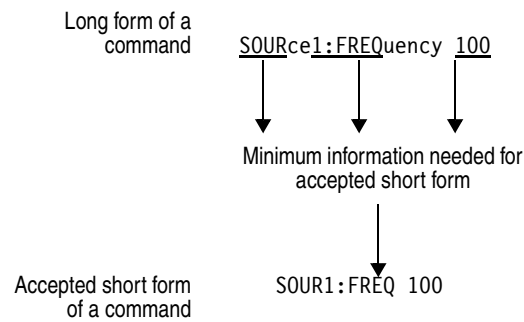 Long form of a
command
SOURce1:FREQuency 100
Minimum information needed for
accepted short form
Accepted short form
of a command
SOUR1:FREQ 100